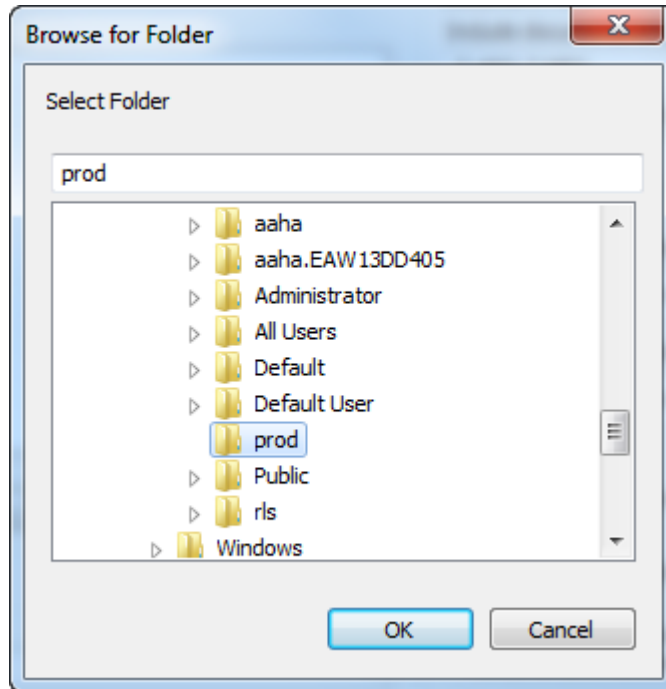 Browse for Folder
Select Folder
prod
aaha
aaha.EAW13DD405
Administrator
All Users
Default
Default User
prod
Public
rls
Windows
OK
Cancel